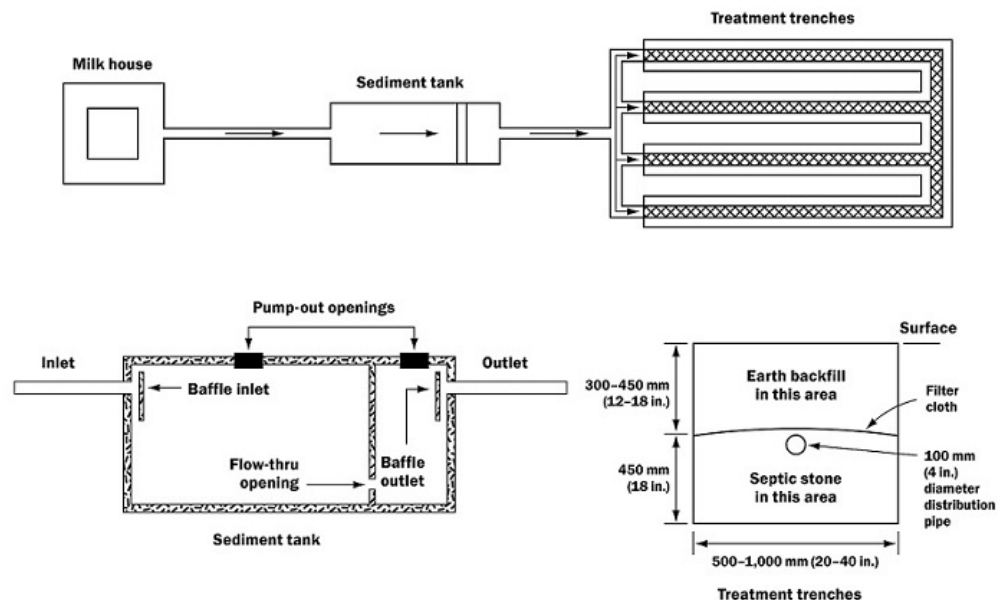 Treatment trenches
Milk house
Sediment tank
Pump-out openings
Inlet
Outlet
Baffle inlet
Flow-thru
opening
Baffle
outlet
Sediment tank
Surface
300–450 mm
(12–18 in.)
Earth backfill
in this area
Filter
cloth
450 mm
(18 in.)
Septic stone
in this area
100 mm
(4 in.)
diameter
distribution
pipe
500–1,000 mm (20–40 in.)
Treatment trenches